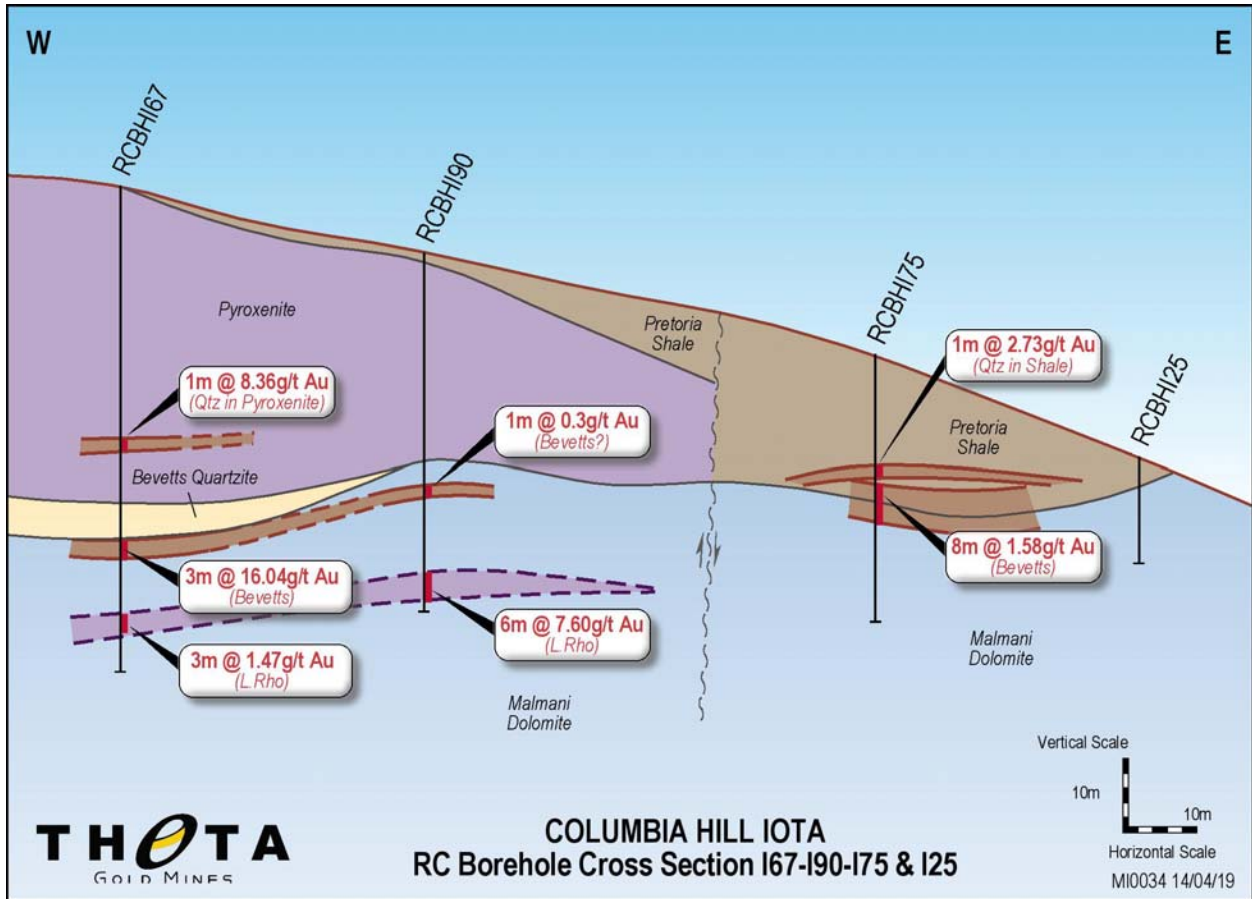 W
E
RCBHI67
RCBHI90
RCBHI75
RCBHI25
Pyroxenite
Pretoria
Shale
1m @ 2.73g/t Au
(Qtz in Shale)
1m @ 8.36g/t Au
(Qtz in Pyroxenite)
1m @ 0.3g/t Au
(Bevetts?)
Pretoria
Shale
Bevetts Quartzite
3m @ 16.04g/t Au
(Bevetts)
8m @ 1.58g/t Au
(Bevetts)
6m @ 7.60g/t Au
(L.Rho)
3m @ 1.47g/t Au
(L.Rho)
Malmani
Dolomite
Malmani
Dolomite
Vertical Scale
10m
10m
Horizontal Scale
THETA
GOLD MINES
COLUMBIA HILL IOTA
RC Borehole Cross Section I67-I90-I75 & I25
MI0034 14/04/19